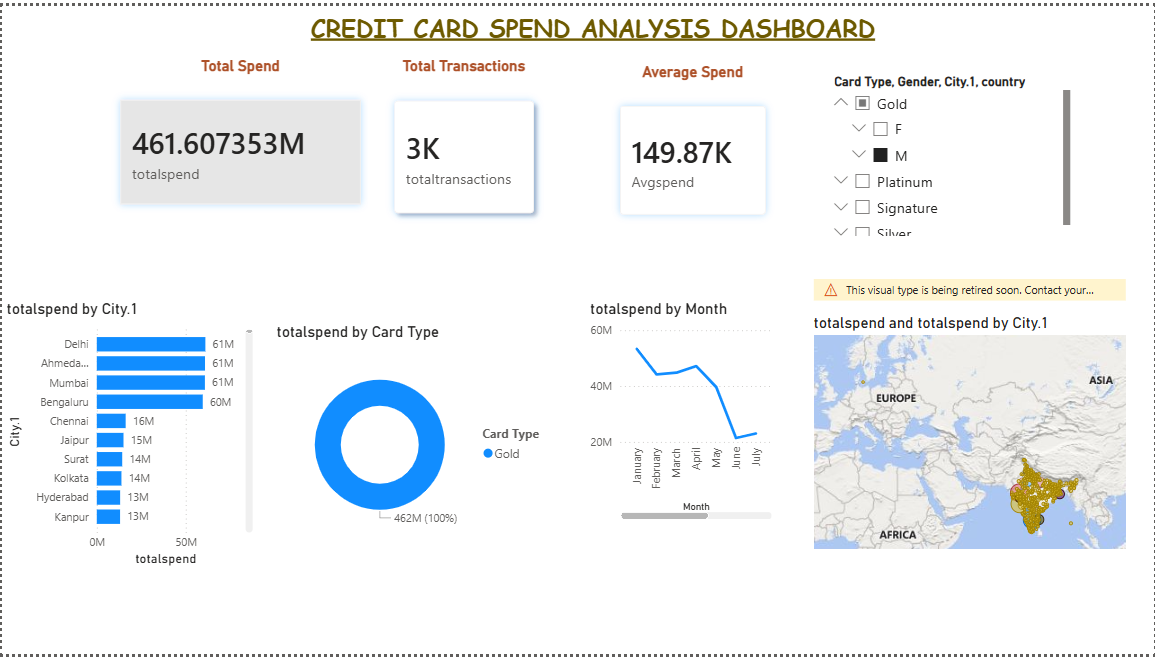 CREDIT CARD SPEND ANALYSIS DASHBOARD
Total Spend
461.607353M
totalspend
Total Transactions
3K
totaltransactions
Average Spend
149.87K
Avgspend
Card Type, Gender, City.1, country
Gold
F
M
Platinum
Signature
Silver
totalspend by City.1
City.1
Delhi 61M
Ahmeda... 61M
Mumbai 61M
Bengaluru 60M
Chennai 16M
Jaipur 15M
Surat 14M
Kolkata 14M
Hyderabad 13M
Kanpur 13M
0M 50M
totalspend
totalspend by Card Type
462M (100%)
Card Type
Gold
totalspend by Month
60M
40M
20M
January February March April May June July
Month
This visual type is being retired soon. Contact your...
totalspend and totalspend by City.1
ASIA
EUROPE
AFRICA